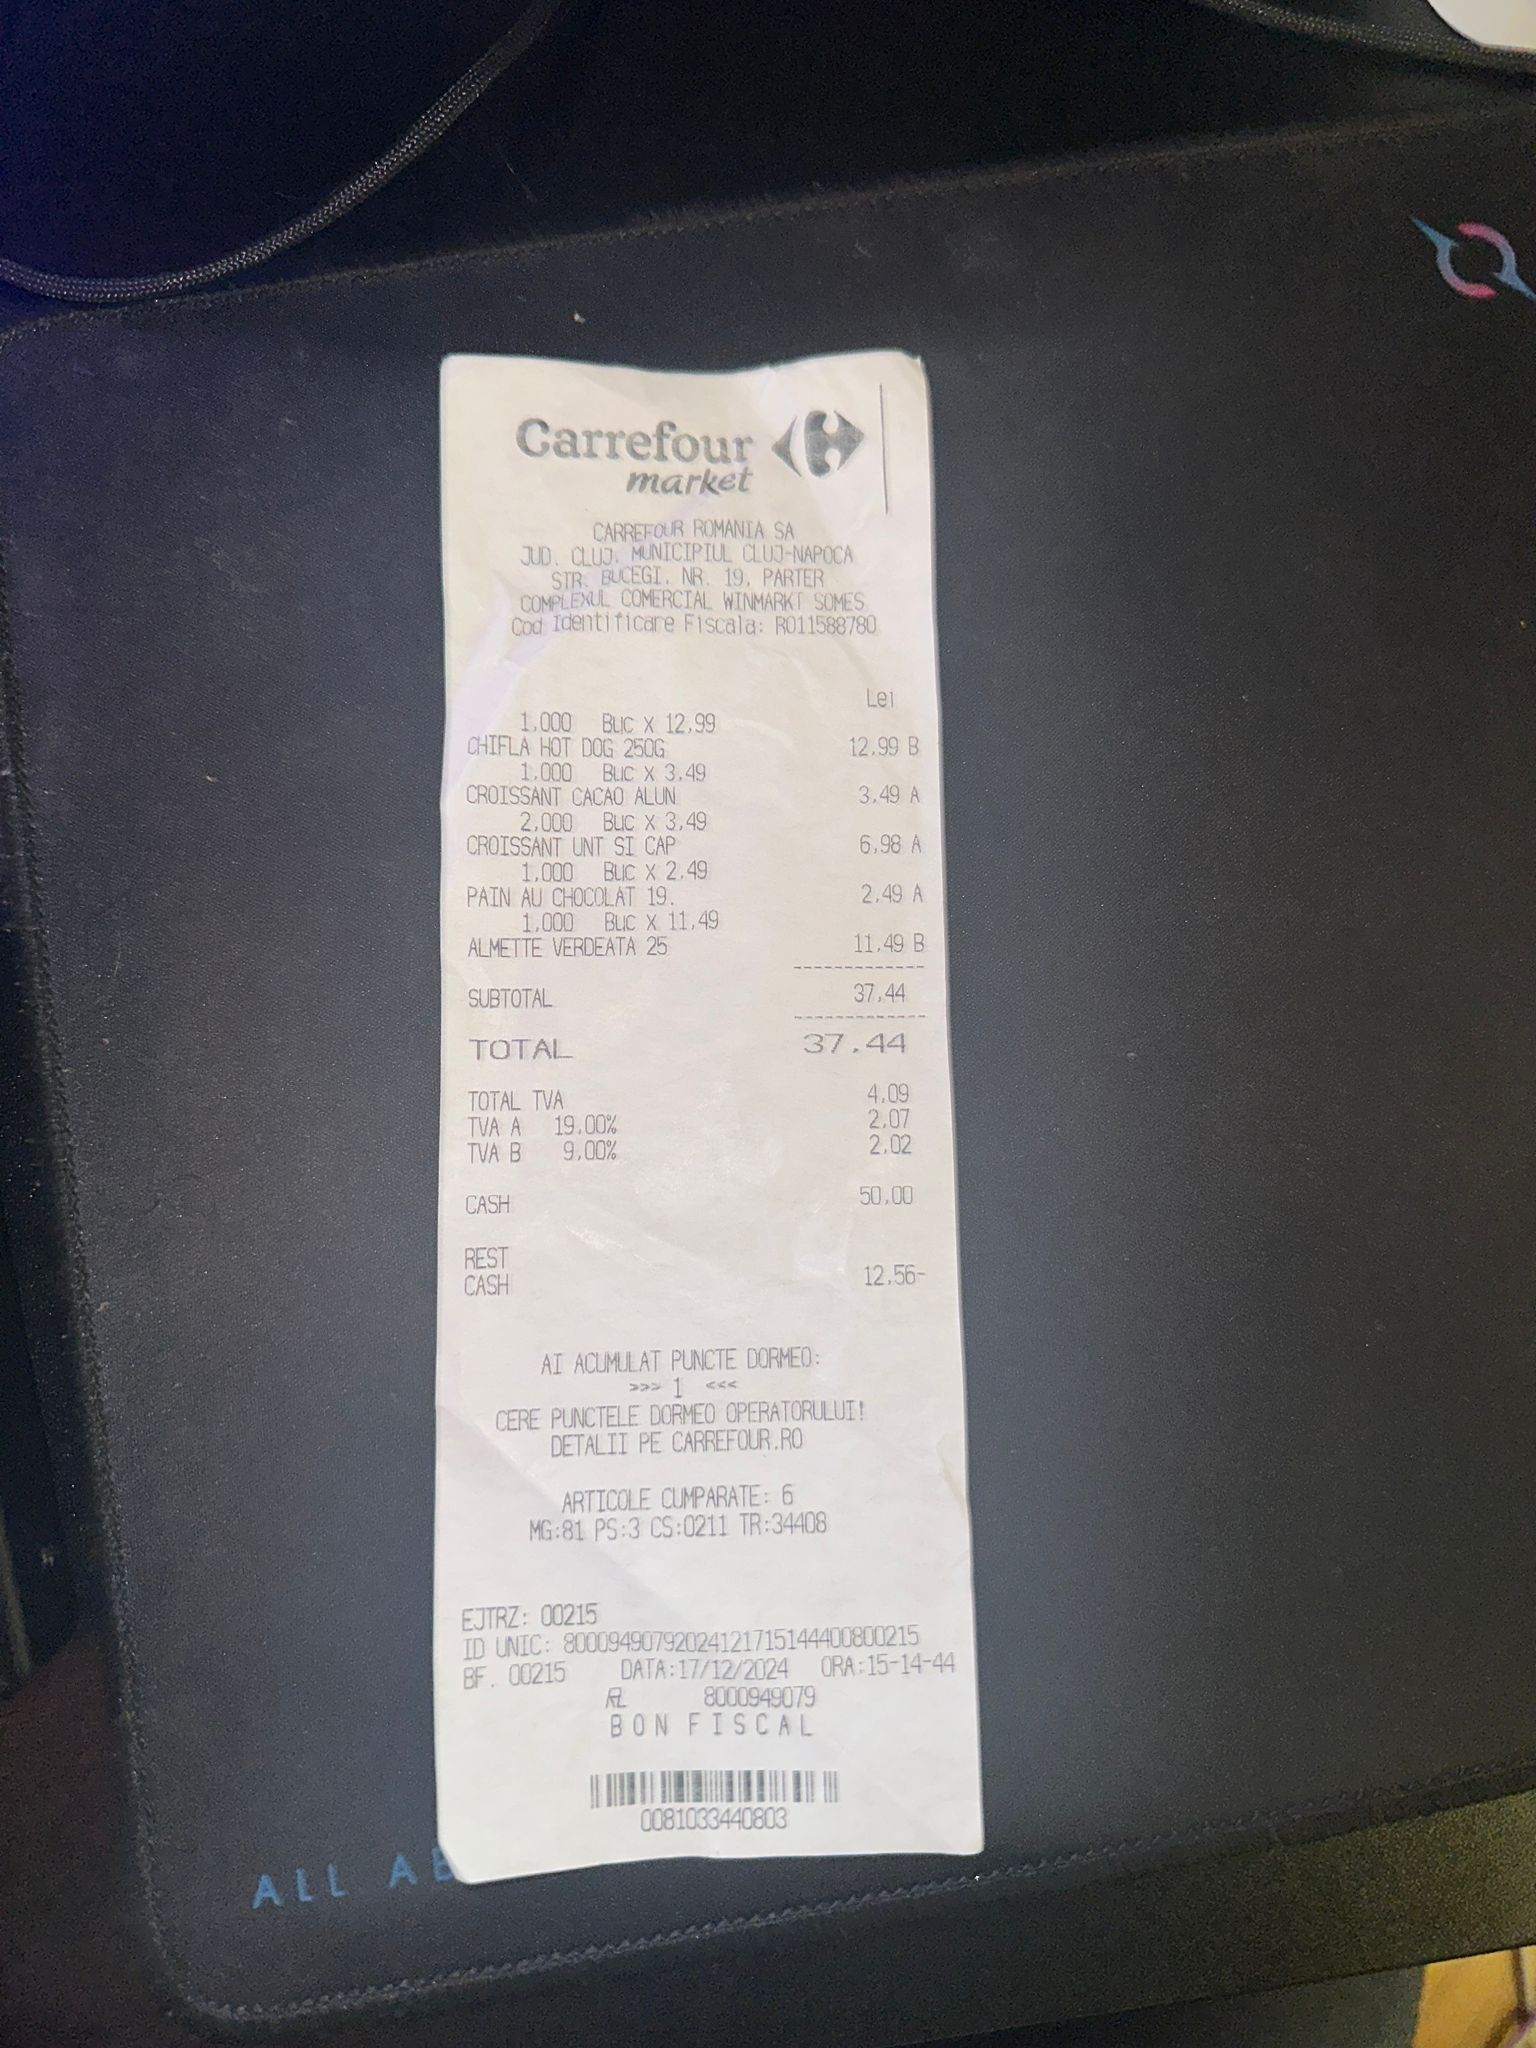 Carrefour
market
CARREFOUR ROMANIA SA
JUD. CLUJ, MUNICIPIUL CLUJ-NAPOCA
STR. BUCEGI, NR. 19, PARTER
COMPLEXUL COMERCIAL WINMARKT SOMES
Cod Identificare Fiscala: RO11588780
Lei
1,000 Buc X 12,99
CHIFLA HOT DOG 250G 12,99 B
1,000 Buc X 3,49
CROISSANT CACAO ALUN 3,49 A
2,000 Buc X 3,49
CROISSANT UNT SI CAP 6,98 A
1,000 Buc X 2,49
PAIN AU CHOCOLAT 19. 2,49 A
1,000 Buc X 11,49
ALMETTE VERDEATA 25 11,49 B
SUBTOTAL 37,44
TOTAL 37.44
TOTAL TVA 4,09
TVA A 19,00% 2,07
TVA B 9,00% 2,02
CASH 50,00
REST
CASH 12,56-
AI ACUMULAT PUNCTE DORMEO:
>>> 1 <<<
CERE PUNCTELE DORMEO OPERATORULUI!
DETALII PE CARREFOUR.RO
ARTICOLE CUMPARATE: 6
MG:81 PS:3 CS:0211 TR:34408
EJTRZ: 00215
ID UNIC: 8000949079202412171514440080​0215
BF. 00215 DATA:17/12/2024 ORA:15-14-44
8000949079
BON FISCAL
0081033440803
ALL AB